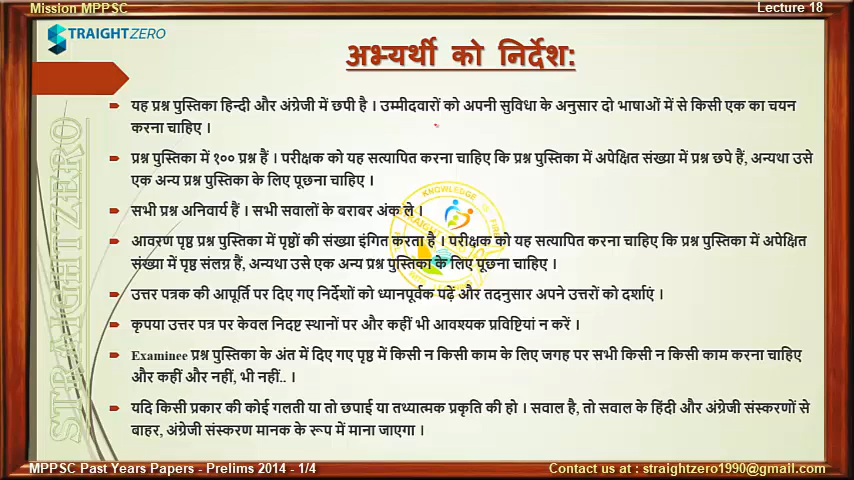 Mission MPPSC
Lecture 18
STRAIGHTZERO
अभ्यर्थी को निर्देश:
यह प्रश्न पुस्तिका हिन्दी और अंग्रेजी में छपी है । उम्मीदवारों को अपनी सुविधा के अनुसार दो भाषाओं में से किसी एक का चयन
करना चाहिए ।
प्रश्न पुस्तिका में १०० प्रश्न हैं । परीक्षक को यह सत्यापित करना चाहिए कि प्रश्न पुस्तिका में अपेक्षित संख्या में प्रश्न छपे हैं, अन्यथा उसे
एक अन्य प्रश्न पुस्तिका के लिए पूछना चाहिए ।
सभी प्रश्न अनिवार्य हैं । सभी सवालों के बराबर अंक ले ।
आवरण पृष्ठ प्रश्न पुस्तिका में पृष्ठों की संख्या इंगित करता है । परीक्षक को यह सत्यापित करना चाहिए कि प्रश्न पुस्तिका में अपेक्षित
संख्या में पृष्ठ संलग्न हैं, अन्यथा उसे एक अन्य प्रश्न पुस्तिका के लिए पूछना चाहिए ।
उत्तर पत्रक की आपूर्ति पर दिए गए निर्देशों को ध्यानपूर्वक पढ़ें और तदनुसार अपने उत्तरों को दर्शाएं ।
कृपया उत्तर पत्र पर केवल निदष्ट स्थानों पर और कहीं भी आवश्यक प्रविष्टियां न करें ।
Examinee प्रश्न पुस्तिका के अंत में दिए गए पृष्ठ में किसी न किसी काम के लिए जगह पर सभी किसी न किसी काम करना चाहिए
और कहीं और नहीं, भी नहीं.. ।
यदि किसी प्रकार की कोई गलती या तो छपाई या तथ्यात्मक प्रकृति की हो । सवाल है, तो सवाल के हिंदी और अंग्रेजी संस्करणों से
बाहर, अंग्रेजी संस्करण मानक के रूप में माना जाएगा ।
STRAIGHTZERO
MPPSC Past Years Papers - Prelims 2014 - 1/4
Contact us at : straightzero1990@gmail.com